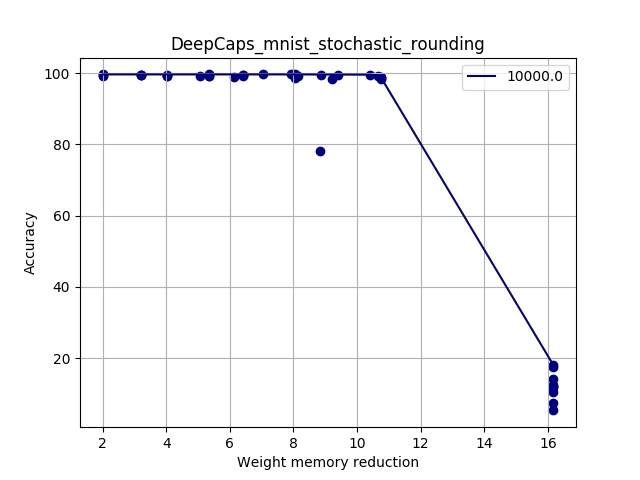 DeepCaps_mnist_stochastic_rounding
10000.0
100
80
60
40
20
Accuracy
2 4 6 8 10 12 14 16
Weight memory reduction